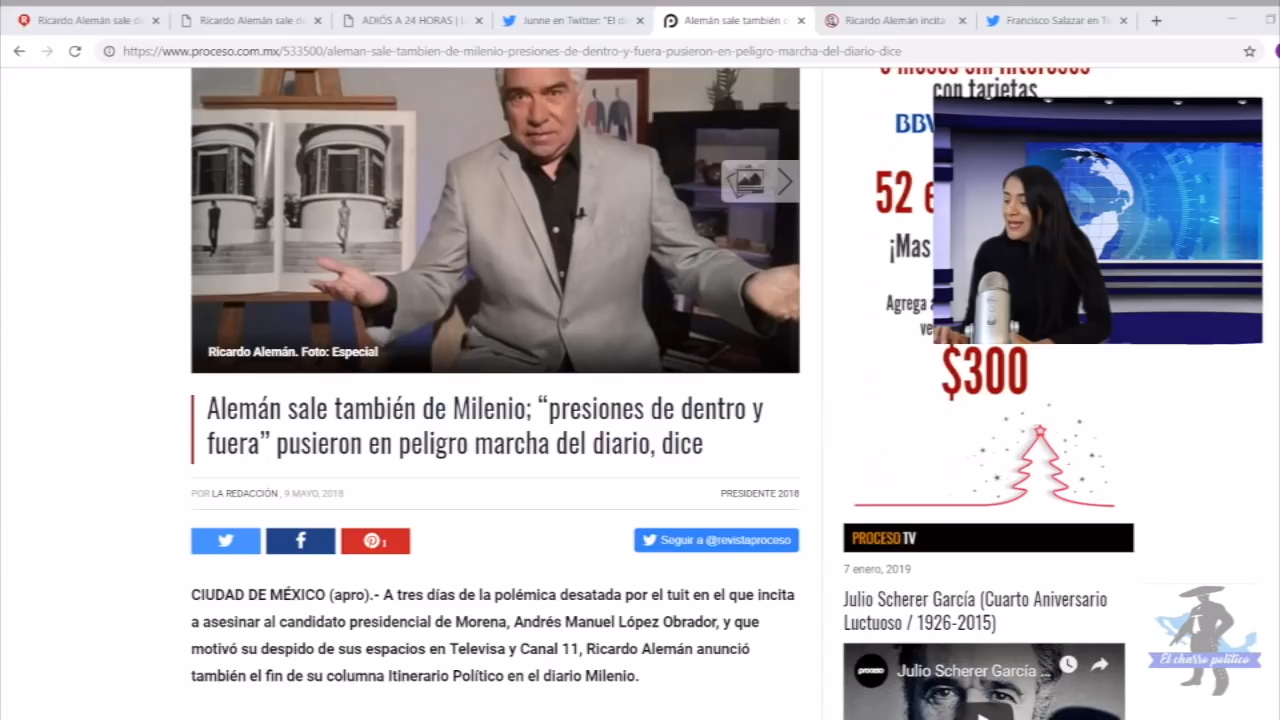 Ricardo Alemán sale d
Ricardo Alemán sale d
ADIÓS A 24 HORAS |
Junne en Twitter: "El d
Alemán sale también
Ricardo Alemán incita
Francisco Salazar en Tw
https://www.proceso.com.mx/533500/aleman-sale-tambien-de-milenio-presiones-de-dentro-y-fuera-pusieron-en-peligro-marcha-del-diario-dice
Ricardo Alemán. Foto: Especial
Alemán sale también de Milenio; “presiones de dentro y
fuera” pusieron en peligro marcha del diario, dice
POR LA REDACCIÓN , 9 MAYO, 2018
PRESIDENTE 2018
1
Seguir a @revistaproceso
CIUDAD DE MÉXICO (apro).- A tres días de la polémica desatada por el tuit en el que incita
a asesinar al candidato presidencial de Morena, Andrés Manuel López Obrador, y que
motivó su despido de sus espacios en Televisa y Canal 11, Ricardo Alemán anunció
también el fin de su columna Itinerario Político en el diario Milenio.
con tarjetas
52
¡Mas
Agrega
$300
PROCESO TV
7 enero, 2019
Julio Scherer García (Cuarto Aniversario
Luctuoso / 1926-2015)
proceso
Julio Scherer García ...
El charro político